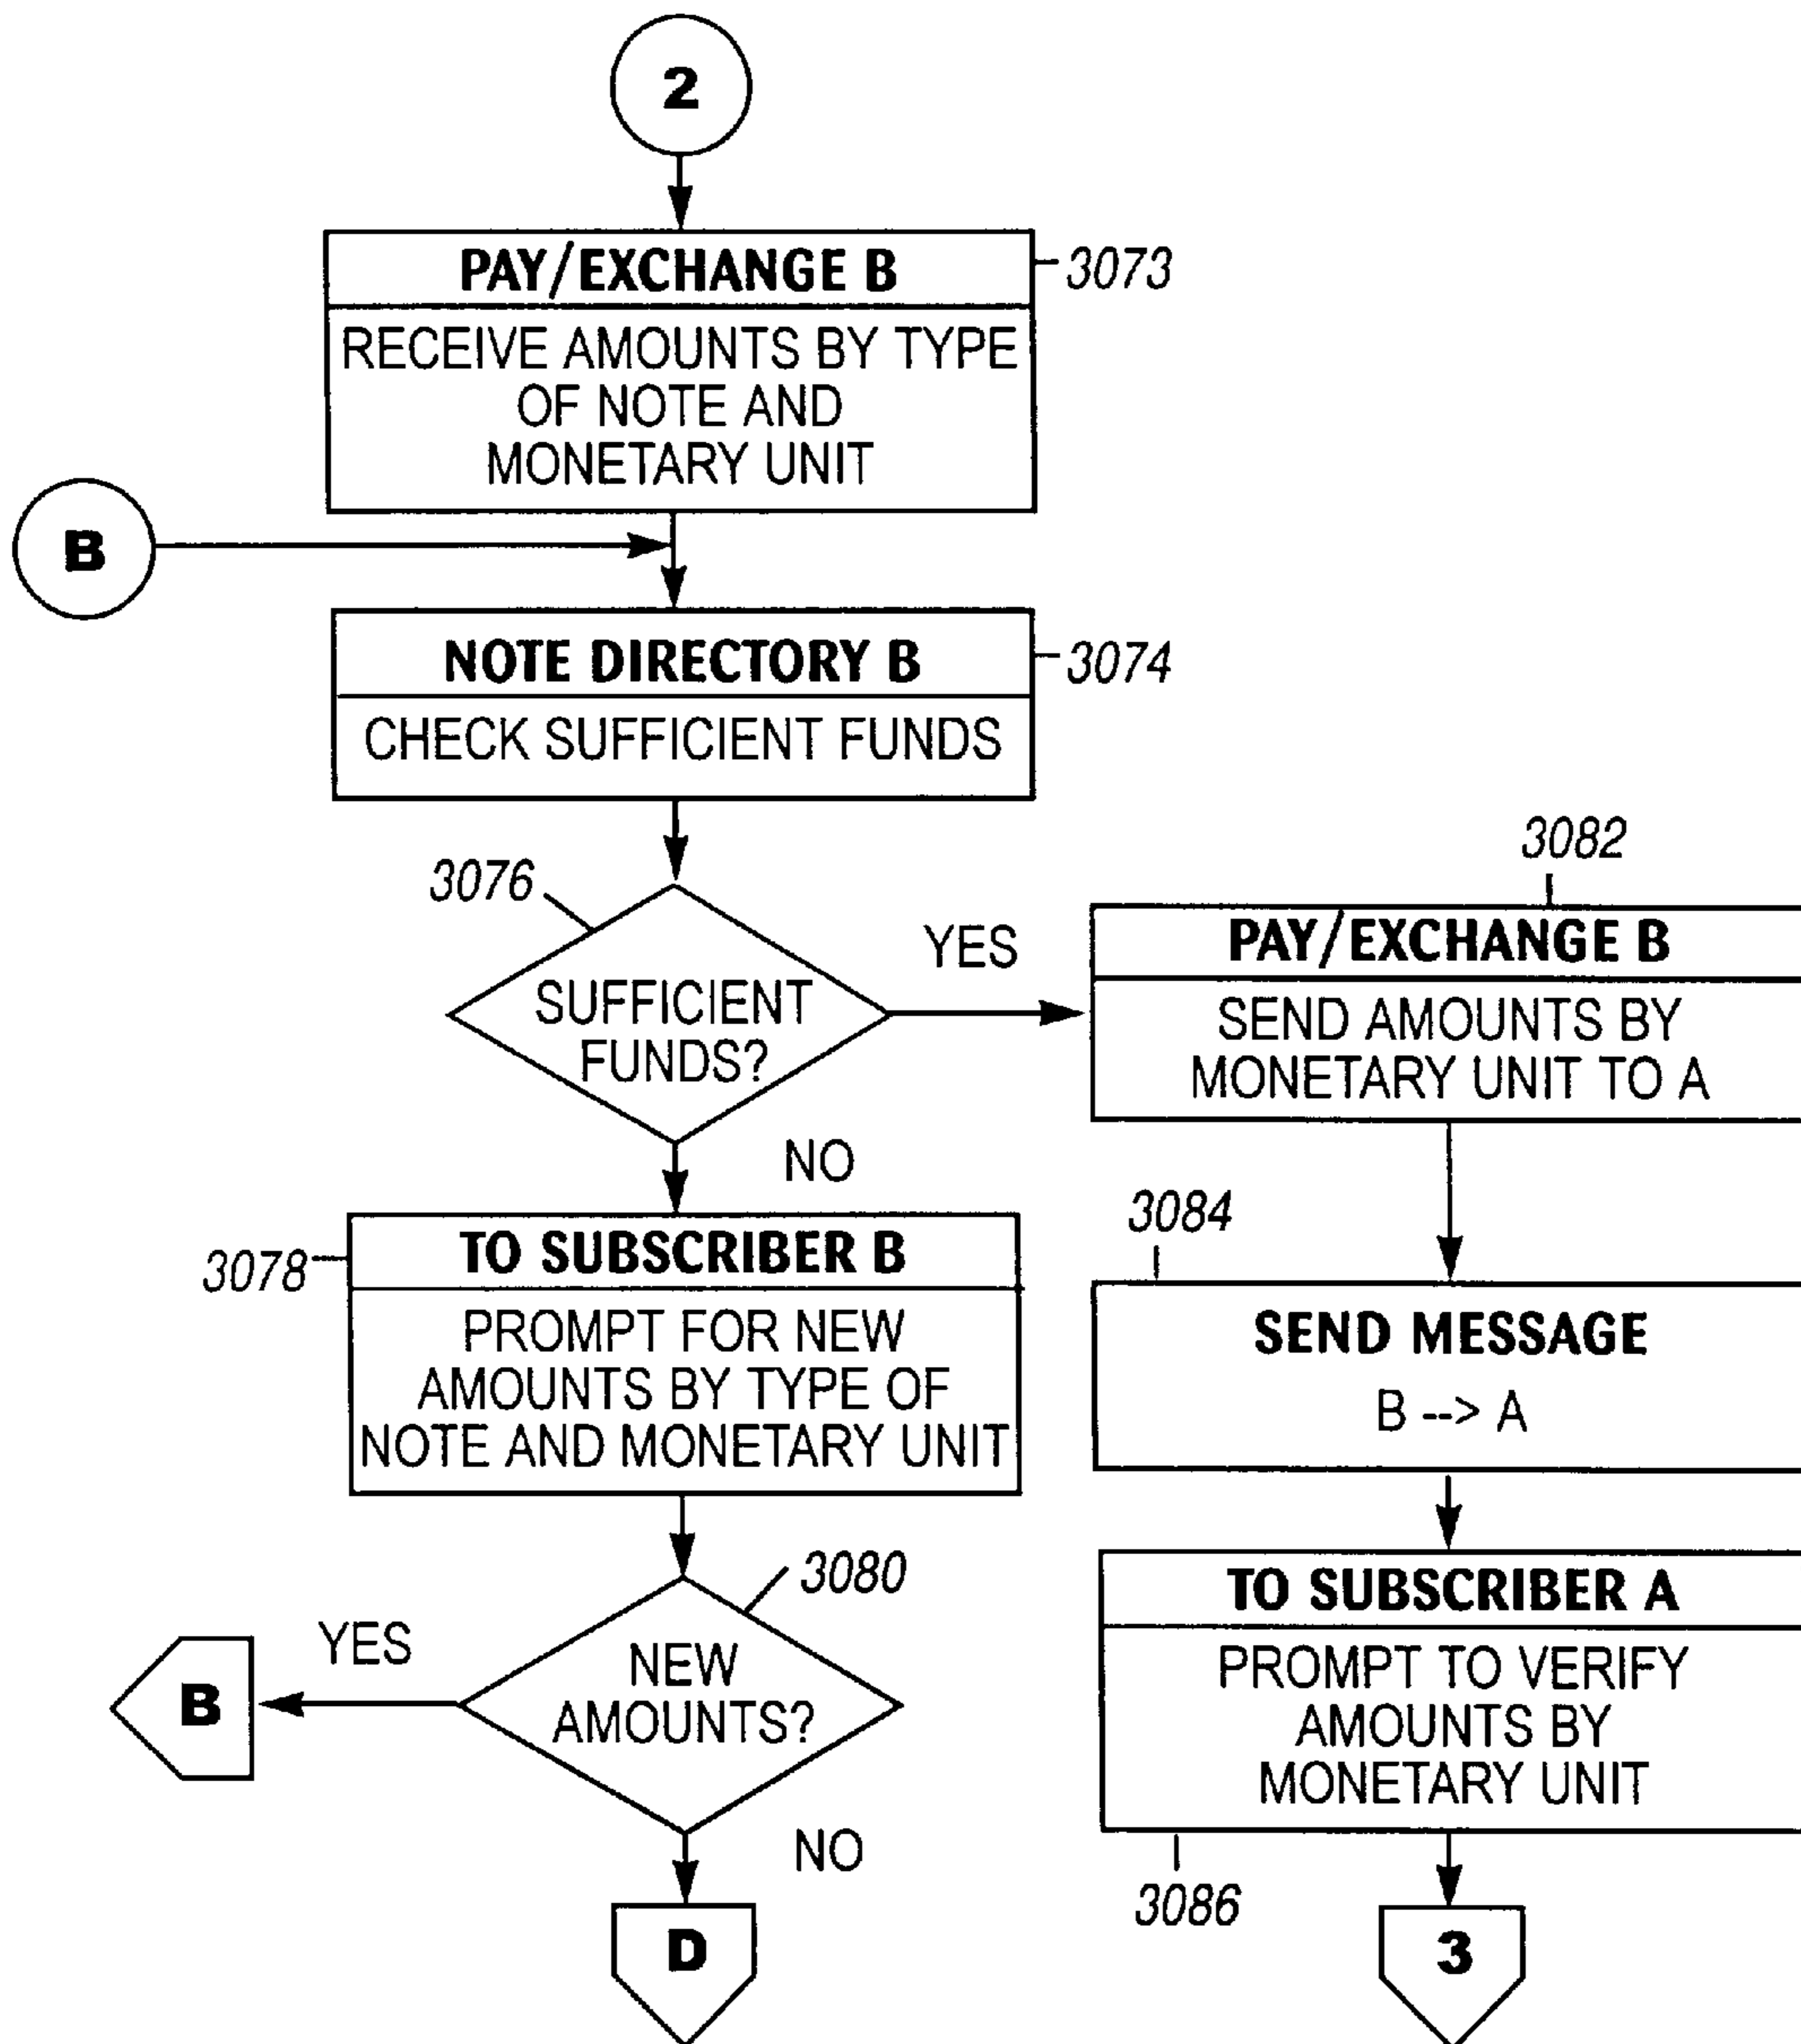 2
PAY/EXCHANGE B
3073
RECEIVE AMOUNTS BY TYPE
OF NOTE AND
MONETARY UNIT
B
NOTE DIRECTORY B
3074
CHECK SUFFICIENT FUNDS
3076
SUFFICIENT
FUNDS?
YES
NO
3082
PAY/EXCHANGE B
SEND AMOUNTS BY
MONETARY UNIT TO A
3078
TO SUBSCRIBER B
PROMPT FOR NEW
AMOUNTS BY TYPE OF
NOTE AND MONETARY UNIT
3084
SEND MESSAGE
B --> A
3080
NEW
AMOUNTS?
YES
B
NO
D
TO SUBSCRIBER A
PROMPT TO VERIFY
AMOUNTS BY
MONETARY UNIT
3086
3